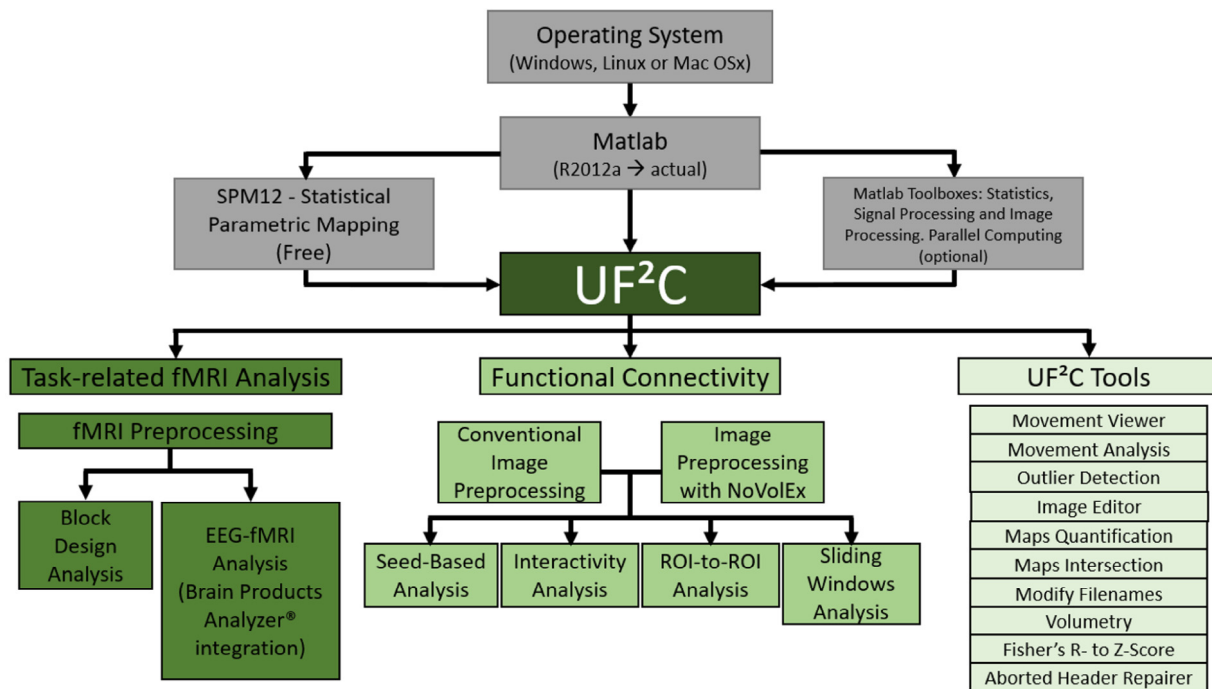 Operating System
(Windows, Linux or Mac OSx)
Matlab
(R2012a → actual)
SPM12 - Statistical
Parametric Mapping
(Free)
Matlab Toolboxes: Statistics,
Signal Processing and Image
Processing. Parallel Computing
(optional)
UF²C
Task-related fMRI Analysis
fMRI Preprocessing
Block
Design
Analysis
EEG-fMRI
Analysis
(Brain Products
Analyzer®
integration)
Functional Connectivity
Conventional
Image
Preprocessing
Image
Preprocessing
with NoVolEx
Seed-Based
Analysis
Interactivity
Analysis
ROI-to-ROI
Analysis
Sliding
Windows
Analysis
UF²C Tools
Movement Viewer
Movement Analysis
Outlier Detection
Image Editor
Maps Quantification
Maps Intersection
Modify Filenames
Volumetry
Fisher's R- to Z-Score
Aborted Header Repairer